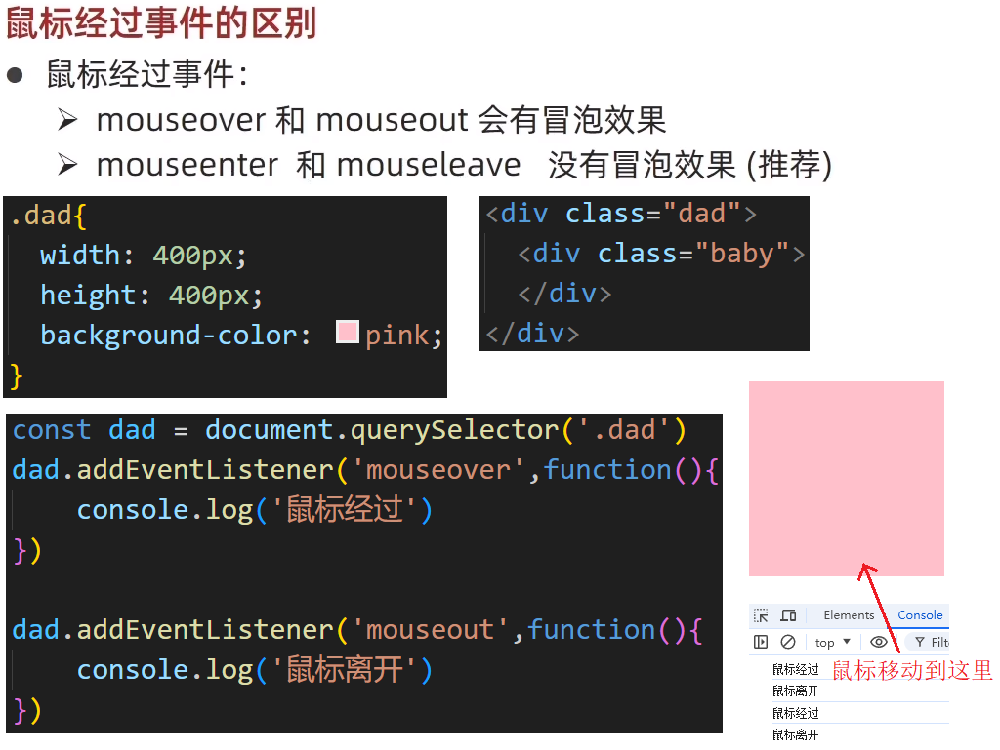 鼠标经过事件的区别
● 鼠标经过事件：
➢ mouseover 和 mouseout 会有冒泡效果
➢ mouseenter 和 mouseleave 没有冒泡效果 (推荐)
.dad{
width: 400px;
height: 400px;
background-color: pink;
}
<div class="dad">
<div class="baby">
</div>
</div>
const dad = document.querySelector('.dad')
dad.addEventListener('mouseover',function(){
console.log('鼠标经过')
})
dad.addEventListener('mouseout',function(){
console.log('鼠标离开')
})
Elements Console
top Filt
鼠标经过
鼠标移动到这里
鼠标离开
鼠标经过
鼠标离开